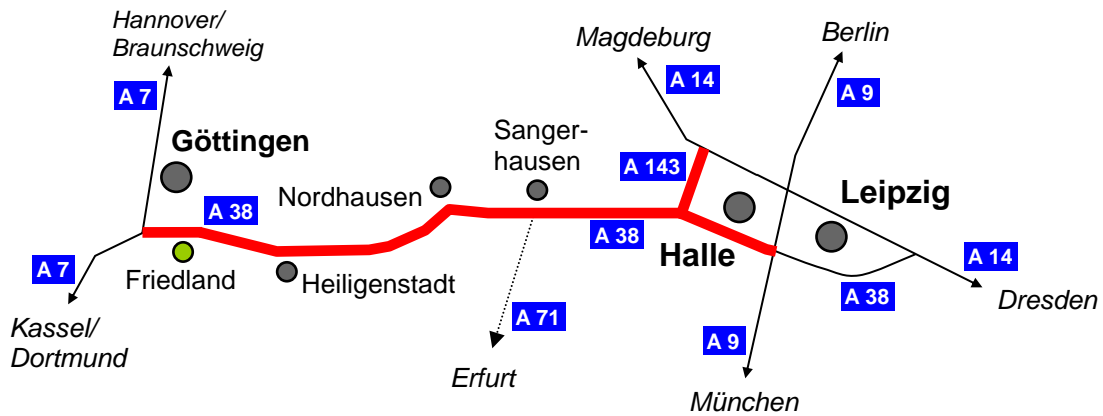 Hannover/
Braunschweig
A 7
Göttingen
A 38
Friedland
A 7
Kassel/
Dortmund
Nordhausen
Heiligenstadt
Sanger-
hausen
A 38
A 71
Erfurt
Magdeburg
A 14
A 143
Halle
Berlin
A 9
Leipzig
A 14
A 38
Dresden
A 9
München